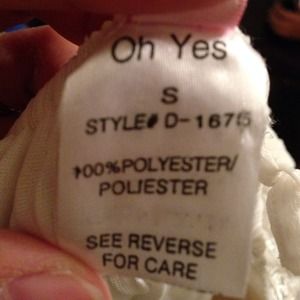 Oh Yes
S
STYLE# D-1675
100%POLYESTER/
POLIESTER
SEE REVERSE
FOR CARE